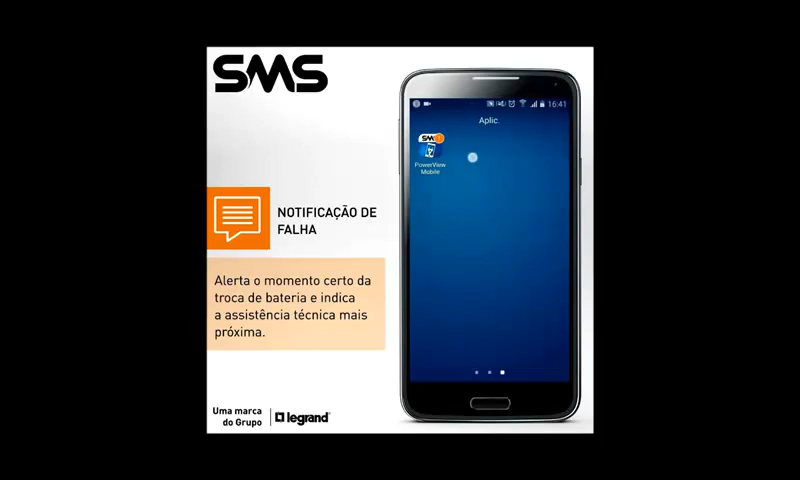 SMS
16:41
Aplic.
SMS
PowerView
Mobile
NOTIFICAÇÃO DE
FALHA
Alerta o momento certo da
troca de bateria e indica
a assistência técnica mais
próxima.
Uma marca
do Grupo
legrand